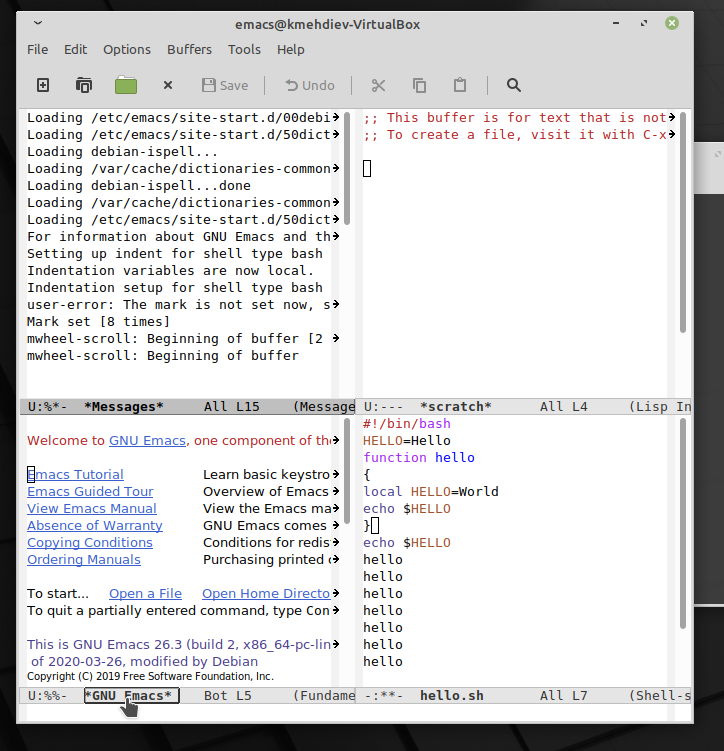 emacs@kmehdiev-VirtualBox
File Edit Options Buffers Tools Help
Save Undo
Loading /etc/emacs/site-start.d/00debi
Loading /etc/emacs/site-start.d/50dict
Loading debian-ispell...
Loading /var/cache/dictionaries-common
Loading debian-ispell...done
Loading /var/cache/dictionaries-common
Loading /etc/emacs/site-start.d/50dict
For information about GNU Emacs and th
Setting up indent for shell type bash
Indentation variables are now local.
Indentation setup for shell type bash
user-error: The mark is not set now, s
Mark set [8 times]
mwheel-scroll: Beginning of buffer [2
mwheel-scroll: Beginning of buffer
U:%*- *Messages* All L15 (Message
;; This buffer is for text that is not
;; To create a file, visit it with C-x
U:--- *scratch* All L4 (Lisp In
Welcome to GNU Emacs, one component of th
Emacs Tutorial Learn basic keystro
Emacs Guided Tour Overview of Emacs
View Emacs Manual View the Emacs ma
Absence of Warranty GNU Emacs comes
Copying Conditions Conditions for redis
Ordering Manuals Purchasing printed c
To start... Open a File Open Home Directo
To quit a partially entered command, type Con
This is GNU Emacs 26.3 (build 2, x86_64-pc-lin
of 2020-03-26, modified by Debian
Copyright (C) 2019 Free Software Foundation, Inc.
U:%%- *GNU Emacs* Bot L5 (Fundame
#!/bin/bash
HELLO=Hello
function hello
{
local HELLO=World
echo $HELLO
}
echo $HELLO
hello
hello
hello
hello
hello
hello
hello
-:**- hello.sh All L7 (Shell-s